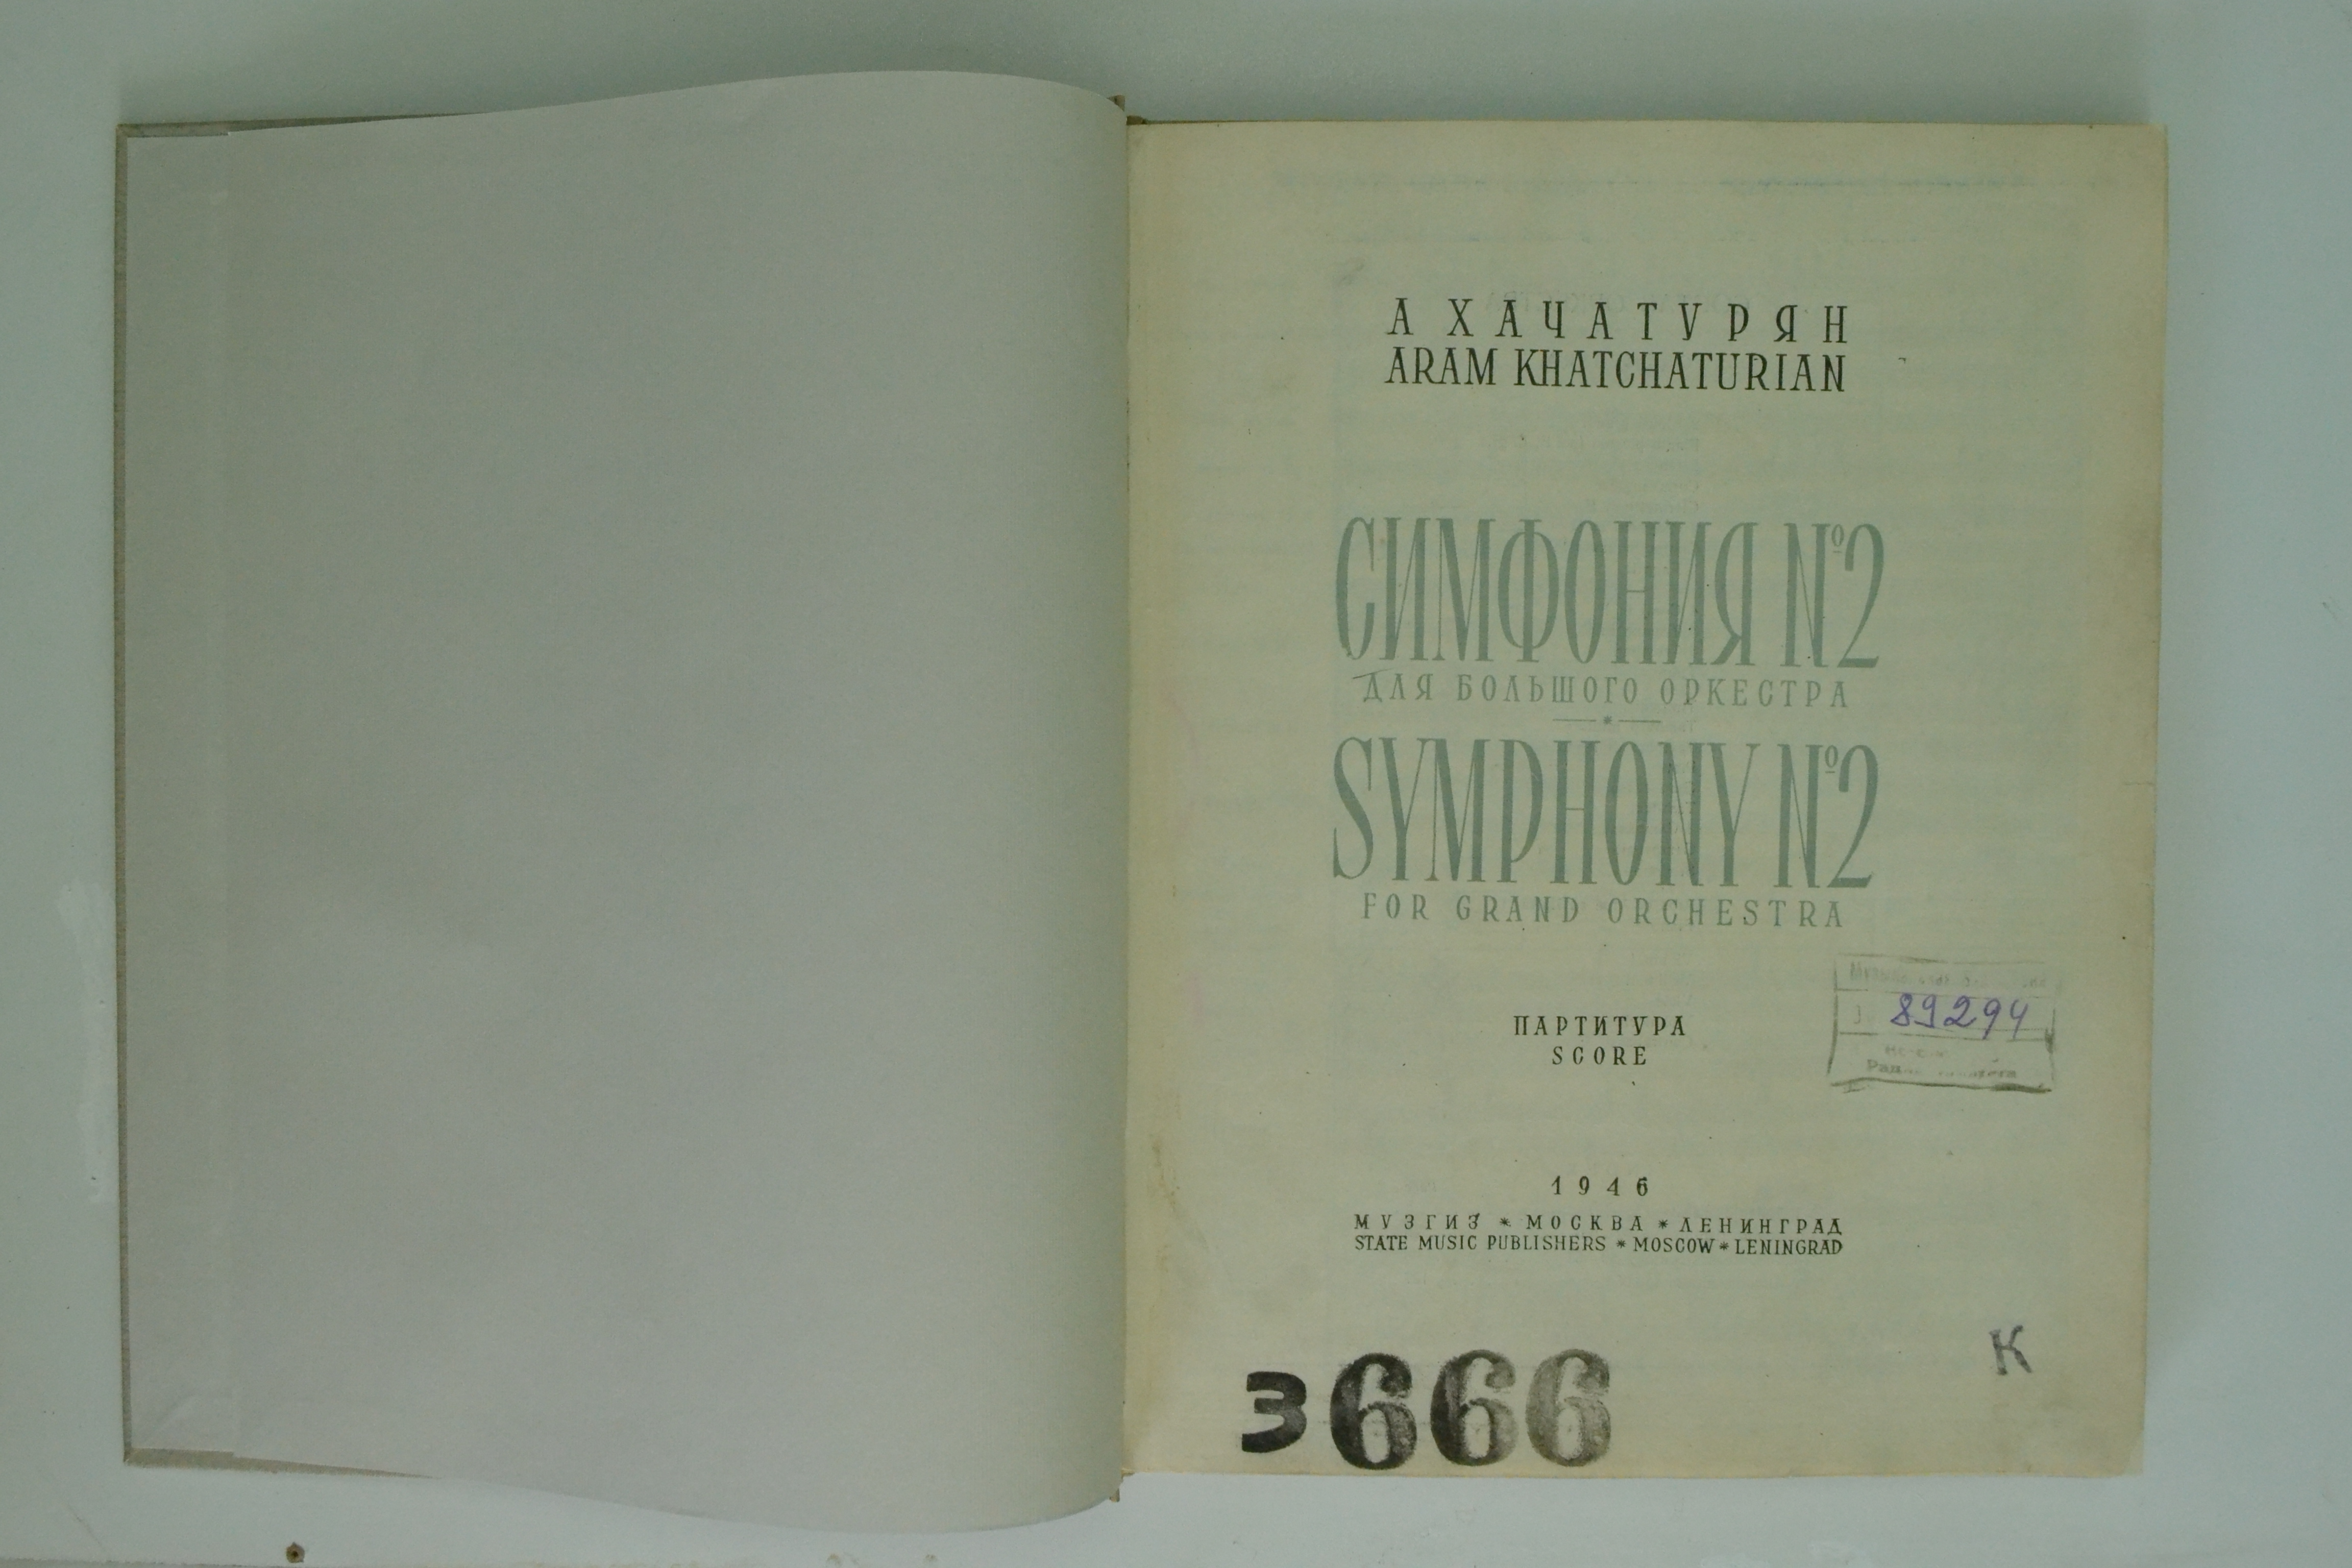 А ХАЧАТУРЯН
ARAM KHATCHATURIAN
СИМФОНИЯ №2
ДЛЯ БОЛЬШОГО ОРКЕСТРА
SYMPHONY №2
FOR GRAND ORCHESTRA
ПАРТИТУРА
SCORE
89294
1946
МУЗГИЗ * МОСКВА * ЛЕНИНГРАД
STATE MUSIC PUBLISHERS * MOSCOW * LENINGRAD
К
3666